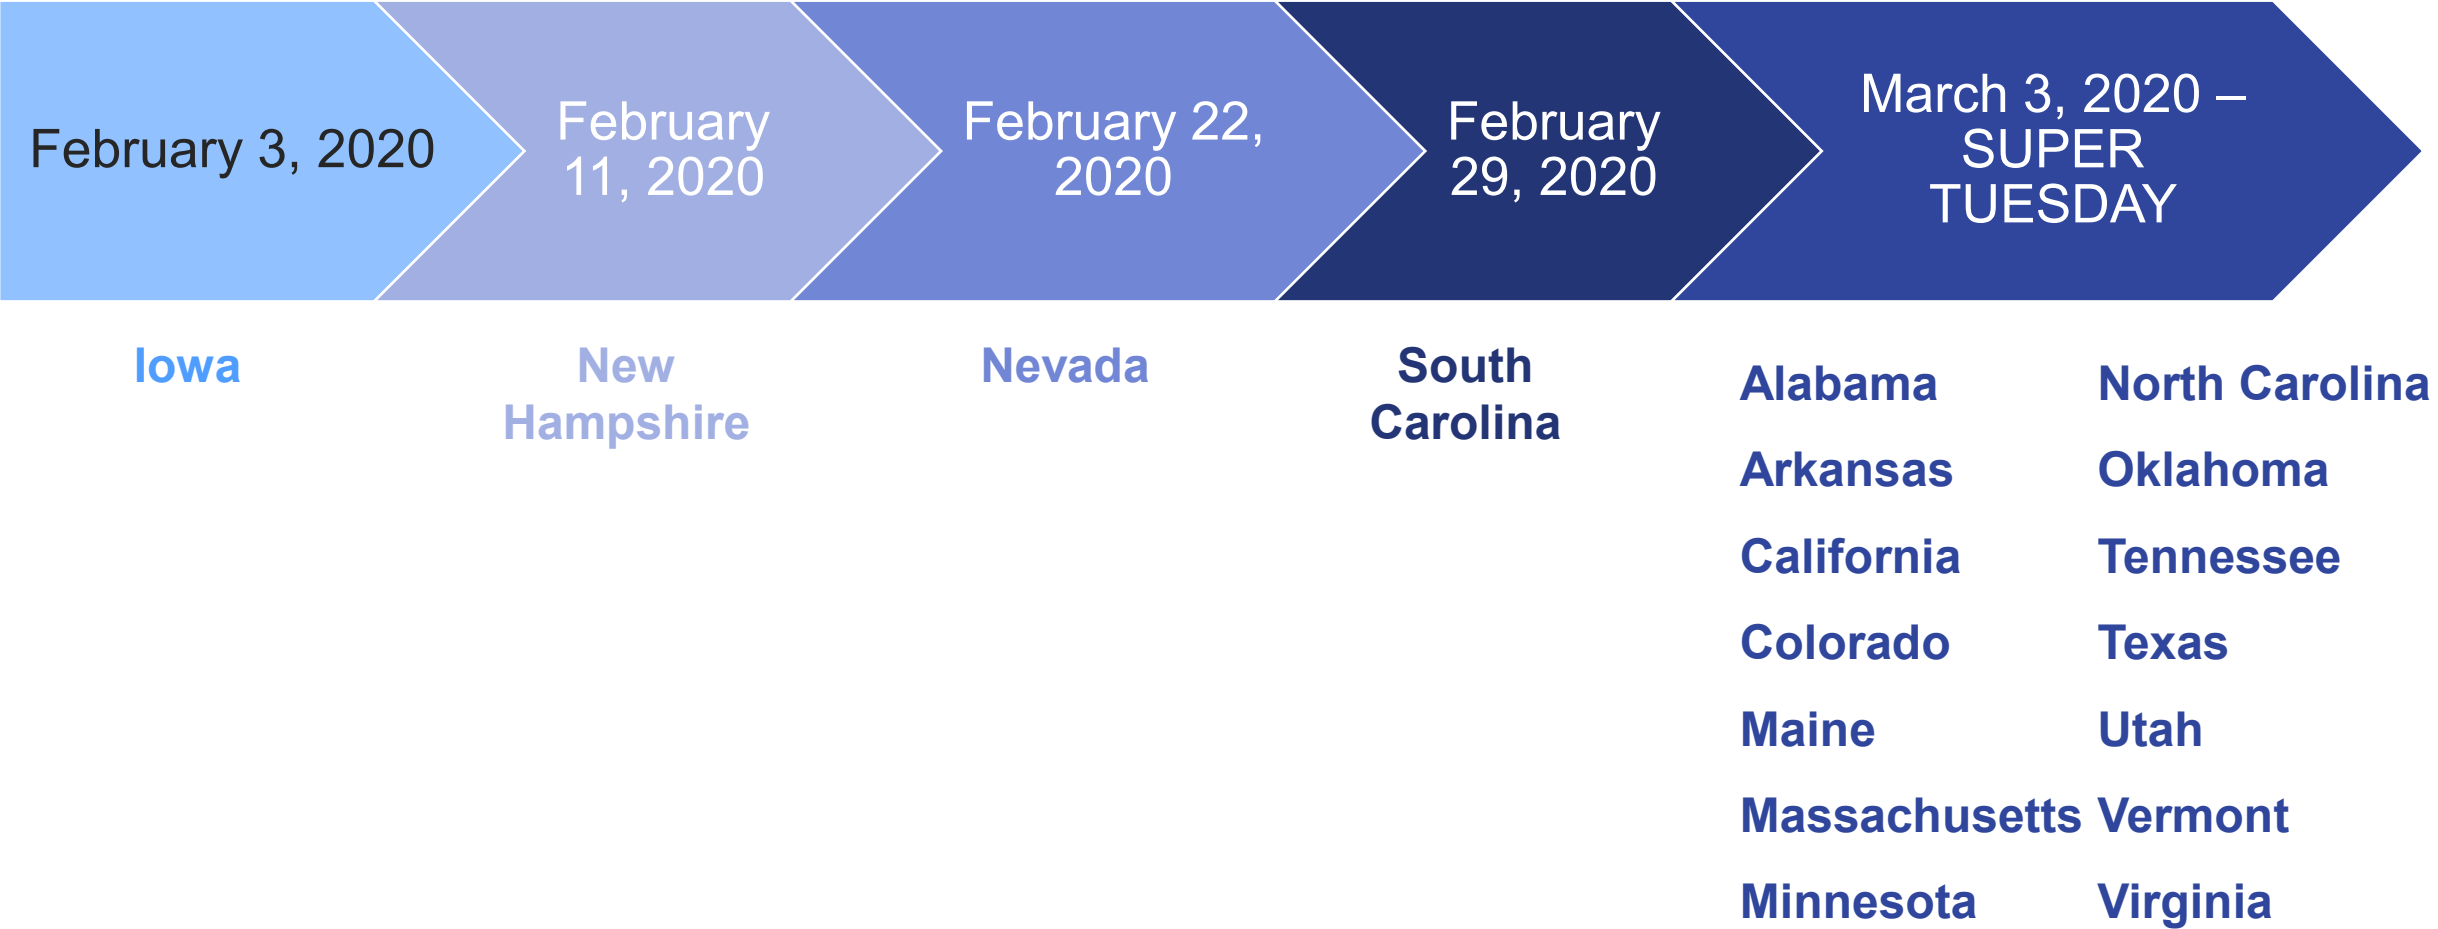 February 3, 2020
February
11, 2020
February 22,
2020
February
29, 2020
March 3, 2020 –
SUPER
TUESDAY
Iowa
New
Hampshire
Nevada
South
Carolina
Alabama
Arkansas
California
Colorado
Maine
Massachusetts
Minnesota
North Carolina
Oklahoma
Tennessee
Texas
Utah
Vermont
Virginia